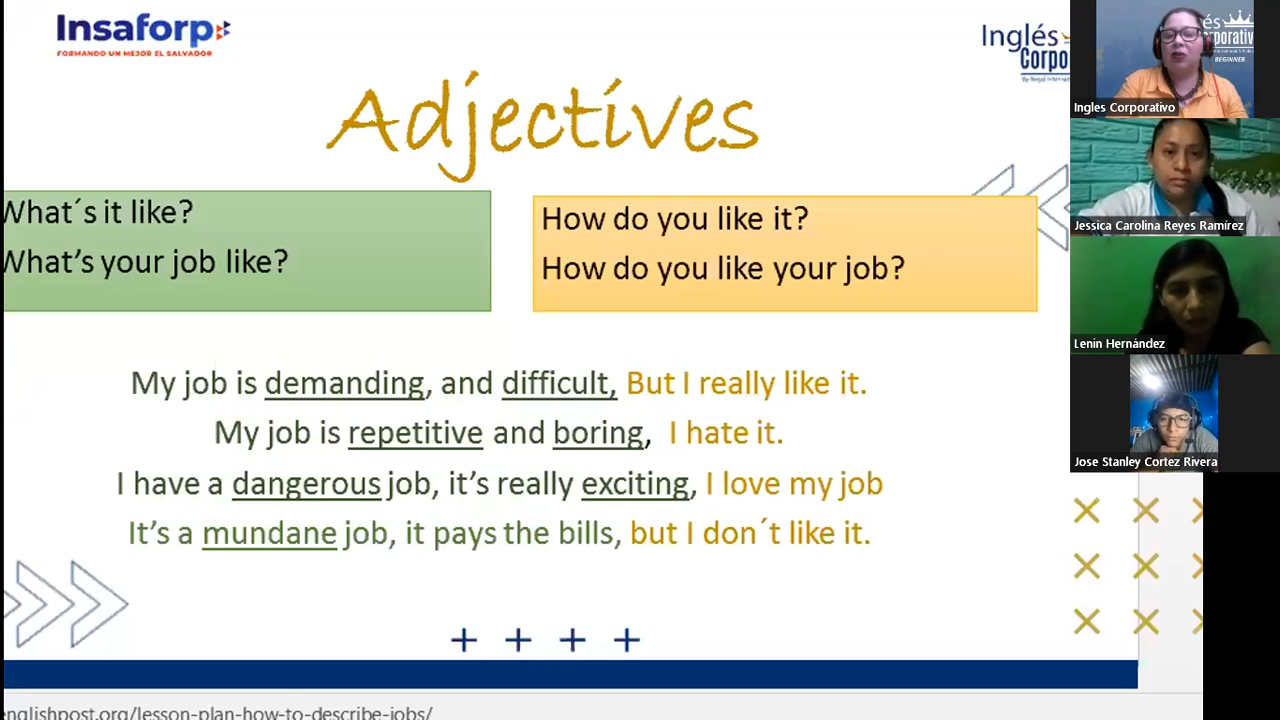 Insaforp
FORMANDO UN MEJOR EL SALVADOR
Inglés
Corpo
Adjectives
What´s it like?
What's your job like?
How do you like it?
How do you like your job?
My job is demanding, and difficult, But I really like it.
My job is repetitive and boring, I hate it.
I have a dangerous job, it's really exciting, I love my job
It's a mundane job, it pays the bills, but I don´t like it.
englishpost.org/lesson-plan-how-to-describe-jobs/
és
orporativ
BEGINNER
Ingles Corporativo
Jessica Carolina Reyes Ramírez
Lenin Hernández
Jose Stanley Cortez Rivera